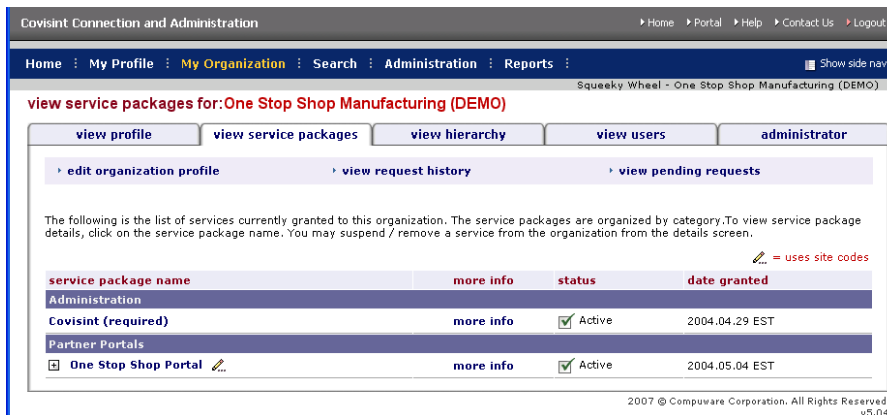 Covisint Connection and Administration
Home Portal Help Contact Us Logout
Home My Profile My Organization Search Administration Reports Show side nav
Squeeky Wheel - One Stop Shop Manufacturing (DEMO)
view service packages for:One Stop Shop Manufacturing (DEMO)
view profile view service packages view hierarchy view users administrator
edit organization profile view request history view pending requests
The following is the list of services currently granted to this organization. The service packages are organized by category.To view service package
details, click on the service package name. You may suspend / remove a service from the organization from the details screen.
= uses site codes
service package name more info status date granted
Administration
Covisint (required) more info Active 2004.04.29 EST
Partner Portals
One Stop Shop Portal more info Active 2004.05.04 EST
2007 © Compuware Corporation. All Rights Reserved
v5.04